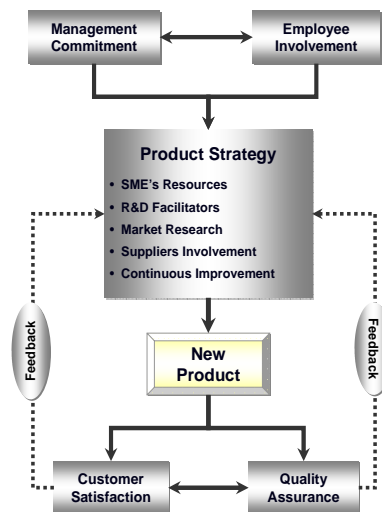 Management
Commitment
Employee
Involvement
Product Strategy
• SME's Resources
• R&D Facilitators
• Market Research
• Suppliers Involvement
• Continuous Improvement
Feedback
Feedback
New
Product
Customer
Satisfaction
Quality
Assurance